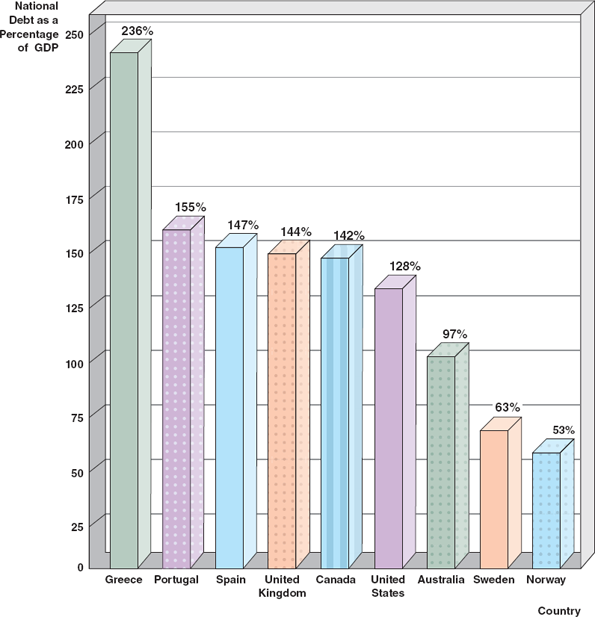 National
Debt as a
Percentage
of GDP
250
225
200
175
150
125
100
75
50
25
0
236%
155%
147%
144%
142%
128%
97%
63%
53%
Greece
Portugal
Spain
United
Kingdom
Canada
United
States
Australia
Sweden
Norway
Country